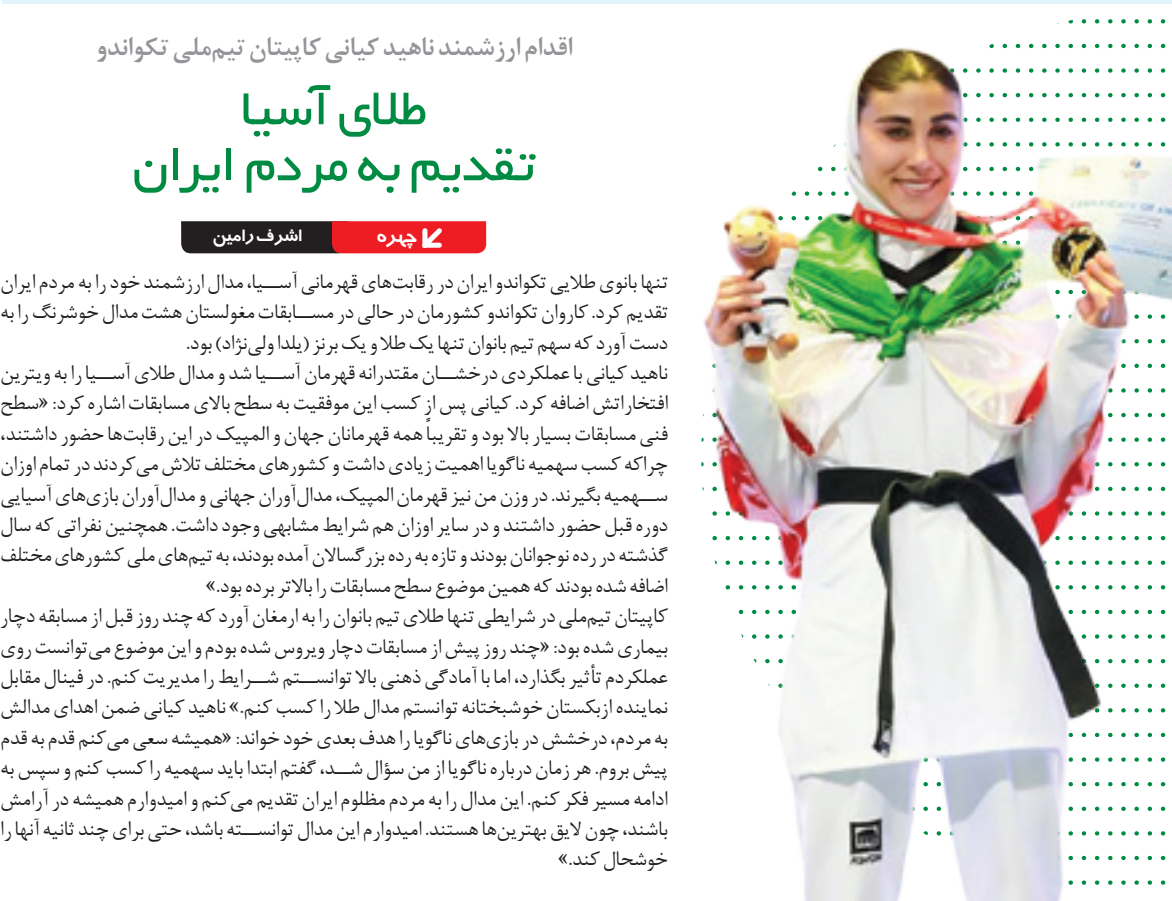 اقدام ارزشمند ناهید کیانی کاپیتان تیم‌ملی تکواندو
طلای آسیا
تقدیم به مردم ایران
چهره
اشرف رامین
تنها بانوی طلایی تکواندو ایران در رقابت‌های قهرمانی آسیا، مدال ارزشمند خود را به مردم ایران
تقدیم کرد. کاروان تکواندو کشورمان در حالی در مسابقات مغولستان هشت مدال خوشرنگ را به
دست آورد که سهم تیم بانوان تنها یک طلا و یک برنز (یلدا ولی‌نژاد) بود.
ناهید کیانی با عملکردی درخشان مقتدرانه قهرمان آسیا شد و مدال طلای آسیا را به ویترین
افتخاراتش اضافه کرد. کیانی پس از کسب این موفقیت به سطح بالای مسابقات اشاره کرد: «سطح
فنی مسابقات بسیار بالا بود و تقریباً همه قهرمانان جهان و المپیک در این رقابت‌ها حضور داشتند،
چراکه کسب سهمیه ناگویا اهمیت زیادی داشت و کشورهای مختلف تلاش می‌کردند در تمام اوزان
سهمیه بگیرند. در وزن من نیز قهرمان المپیک، مدال‌آوران جهانی و مدال‌آوران بازی‌های آسیایی
دوره قبل حضور داشتند و در سایر اوزان هم شرایط مشابهی وجود داشت. همچنین نفراتی که سال
گذشته در رده نوجوانان بودند و تازه به رده بزرگسالان آمده بودند، به تیم‌های ملی کشورهای مختلف
اضافه شده بودند که همین موضوع سطح مسابقات را بالاتر برده بود.»
کاپیتان تیم‌ملی در شرایطی تنها طلای تیم بانوان را به ارمغان آورد که چند روز قبل از مسابقه دچار
بیماری شده بود: «چند روز پیش از مسابقات دچار ویروس شده بودم و این موضوع می‌توانست روی
عملکردم تأثیر بگذارد، اما با آمادگی ذهنی بالا توانستم شرایط را مدیریت کنم. در فینال مقابل
نماینده ازبکستان خوشبختانه توانستم مدال طلا را کسب کنم.» ناهید کیانی ضمن اهدای مدالش
به مردم، درخشش در بازی‌های ناگویا را هدف بعدی خود خواند: «همیشه سعی می‌کنم قدم به قدم
پیش بروم. هر زمان درباره ناگویا از من سؤال شد، گفتم ابتدا باید سهمیه را کسب کنم و سپس به
ادامه مسیر فکر کنم. این مدال را به مردم مظلوم ایران تقدیم می‌کنم و امیدوارم همیشه در آرامش
باشند، چون لایق بهترین‌ها هستند. امیدوارم این مدال توانسته باشد، حتی برای چند ثانیه آنها را
خوشحال کند.»